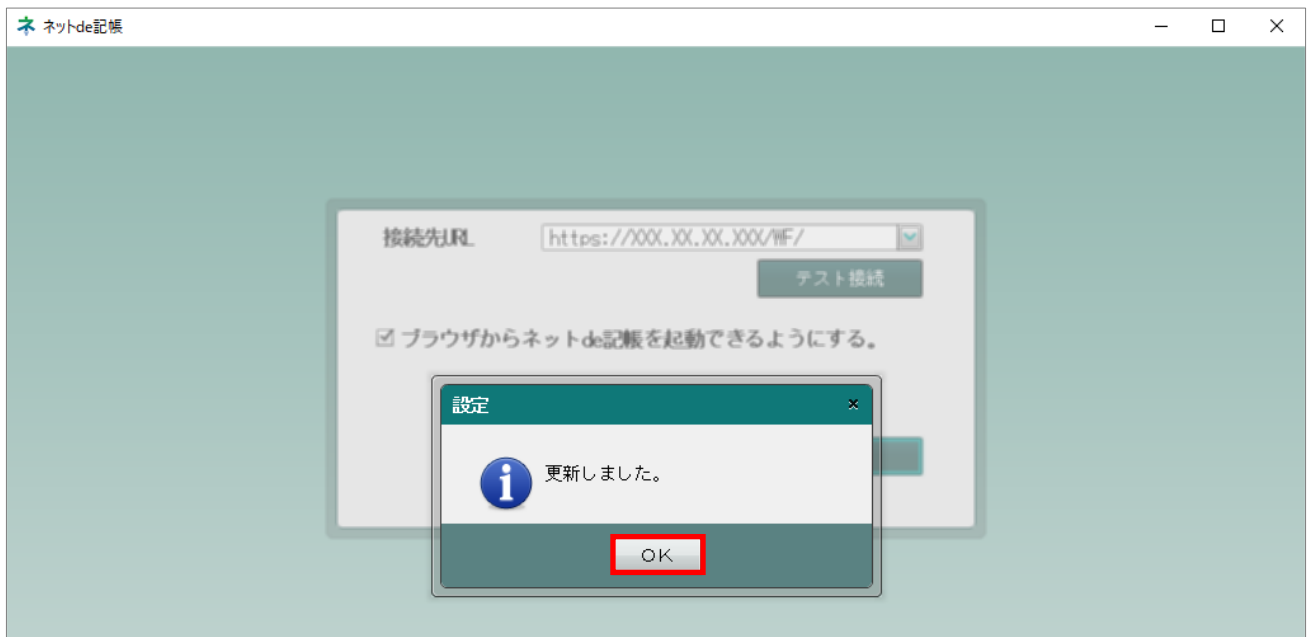 ネットde記帳
接続先URL
https://XXX.XX.XX.XXX/WF/
テスト接続
ブラウザからネットde記帳を起動できるようにする。
設定
更新しました。
OK